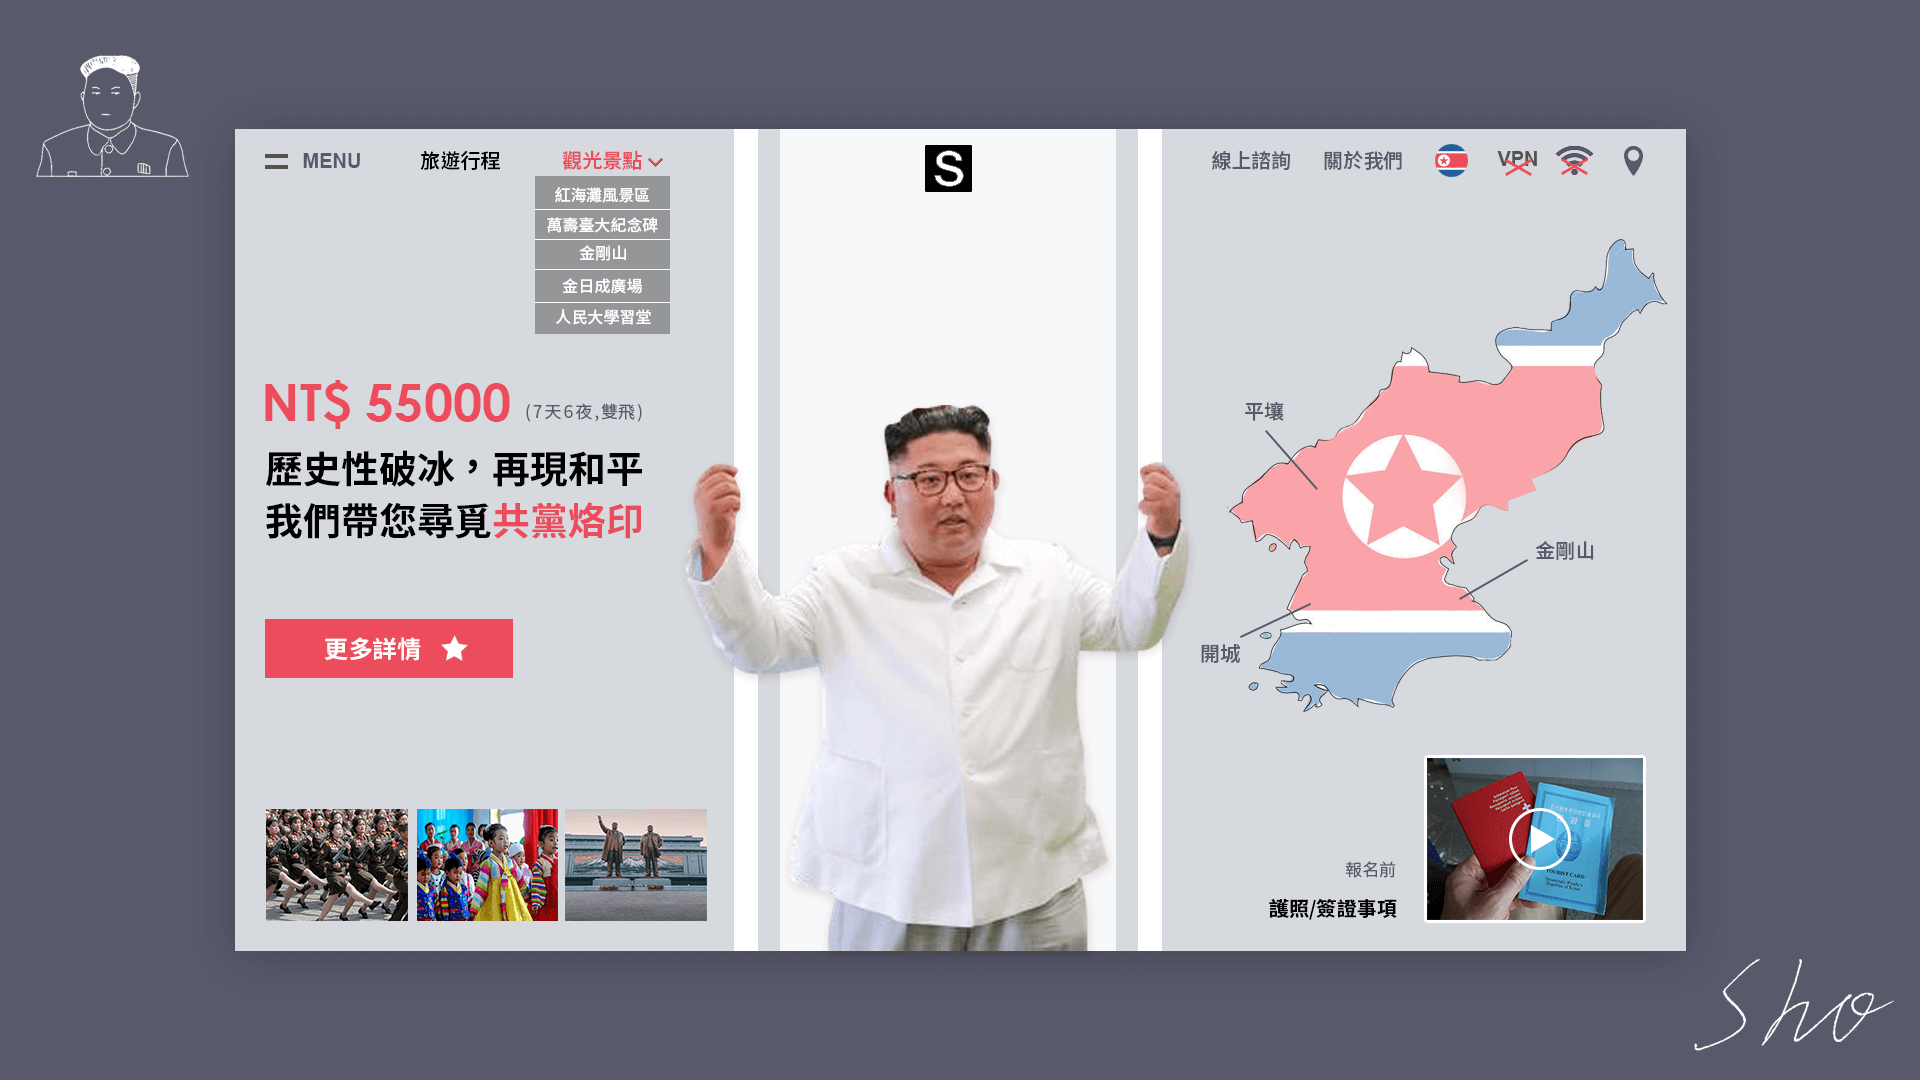 MENU
旅遊行程
觀光景點
紅海灘風景區
萬壽臺大紀念碑
金剛山
金日成廣場
人民大學習堂
S
線上諮詢
關於我們
VPN
NT$ 55000 (7天6夜,雙飛)
歷史性破冰，再現和平
我們帶您尋覓共黨烙印
更多詳情
平壤
金剛山
開城
報名前
護照/簽證事項
TOURIST CARD
Sho